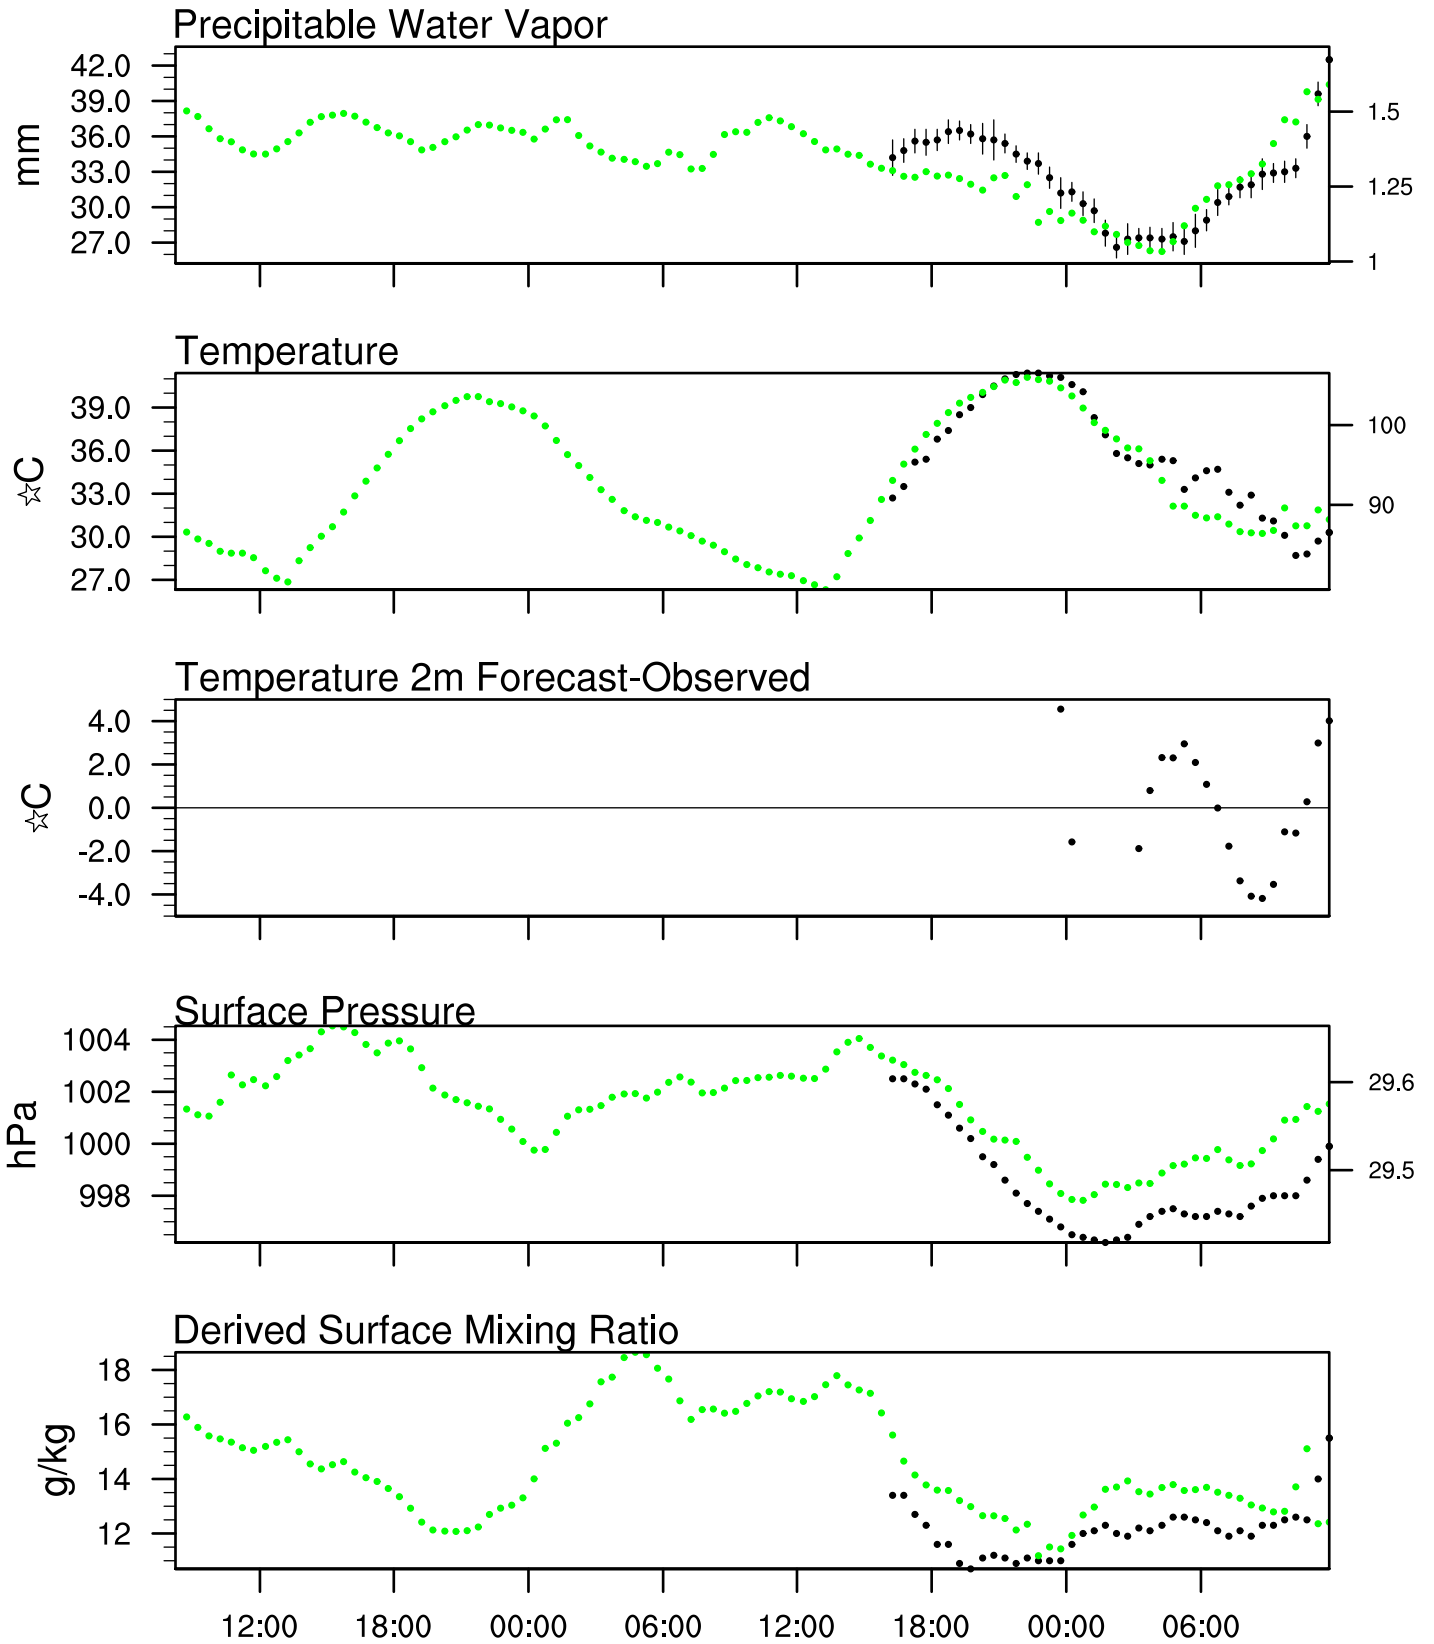 Precipitable Water Vapor
42.0
39.0
36.0
33.0
30.0
27.0
mm
1.5
1.25
1
Temperature
39.0
36.0
33.0
30.0
27.0
☆C
100
90
Temperature 2m Forecast-Observed
4.0
2.0
0.0
-2.0
-4.0
☆C
Surface Pressure
1004
1002
1000
998
hPa
29.6
29.5
Derived Surface Mixing Ratio
18
16
14
12
g/kg
12:00 18:00 00:00 06:00 12:00 18:00 00:00 06:00